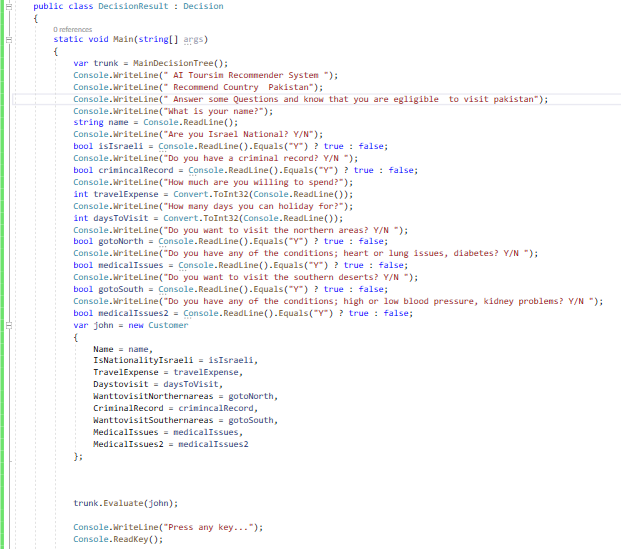 public class DecisionResult : Decision
{
0 references
static void Main(string[] args)
{
var trunk = MainDecisionTree();
Console.WriteLine(" AI Toursim Recommender System ");
Console.WriteLine(" Recommend Country  Pakistan");
Console.WriteLine(" Answer some Questions and know that you are egligible  to visit pakistan");
Console.WriteLine("What is your name?");
string name = Console.ReadLine();
Console.WriteLine("Are you Israel National? Y/N");
bool isIsraeli = Console.ReadLine().Equals("Y") ? true : false;
Console.WriteLine("Do you have a criminal record? Y/N ");
bool crimincalRecord = Console.ReadLine().Equals("Y") ? true : false;
Console.WriteLine("How much are you willing to spend?");
int travelExpense = Convert.ToInt32(Console.ReadLine());
Console.WriteLine("How many days you can holiday for?");
int daysToVisit = Convert.ToInt32(Console.ReadLine());
Console.WriteLine("Do you want to visit the northern areas? Y/N ");
bool gotoNorth = Console.ReadLine().Equals("Y") ? true : false;
Console.WriteLine("Do you have any of the conditions; heart or lung issues, diabetes? Y/N ");
bool medicalIssues = Console.ReadLine().Equals("Y") ? true : false;
Console.WriteLine("Do you want to visit the southern deserts? Y/N ");
bool gotoSouth = Console.ReadLine().Equals("Y") ? true : false;
Console.WriteLine("Do you have any of the conditions; high or low blood pressure, kidney problems? Y/N ");
bool medicalIssues2 = Console.ReadLine().Equals("Y") ? true : false;
var john = new Customer
{
Name = name,
IsNationalityIsraeli = isIsraeli,
TravelExpense = travelExpense,
Daystovisit = daysToVisit,
WanttovisitNorthernareas = gotoNorth,
CriminalRecord = crimincalRecord,
WanttovisitSouthernareas = gotoSouth,
MedicalIssues = medicalIssues,
MedicalIssues2 = medicalIssues2
};
trunk.Evaluate(john);
Console.WriteLine("Press any key...");
Console.ReadKey();